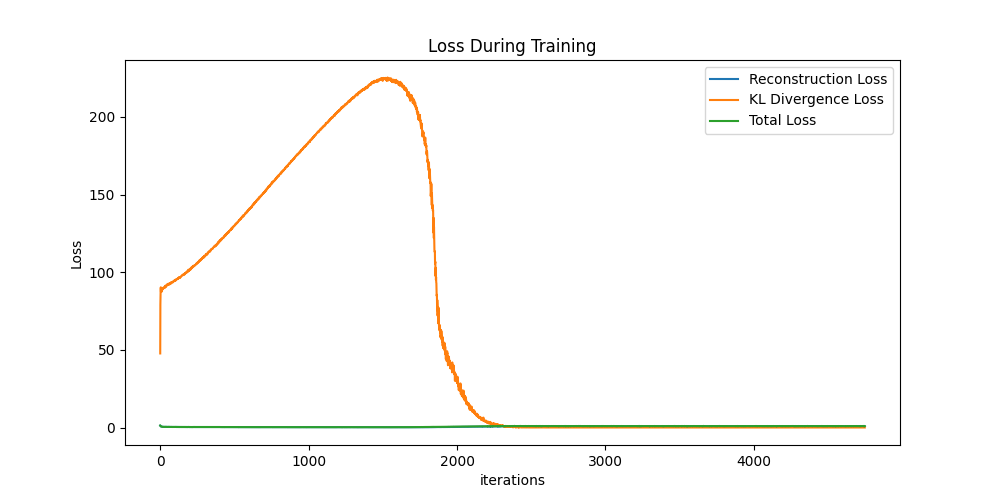 Loss During Training
Reconstruction Loss
KL Divergence Loss
Total Loss
200
150
100
50
0
Loss
0 1000 2000 3000 4000
iterations